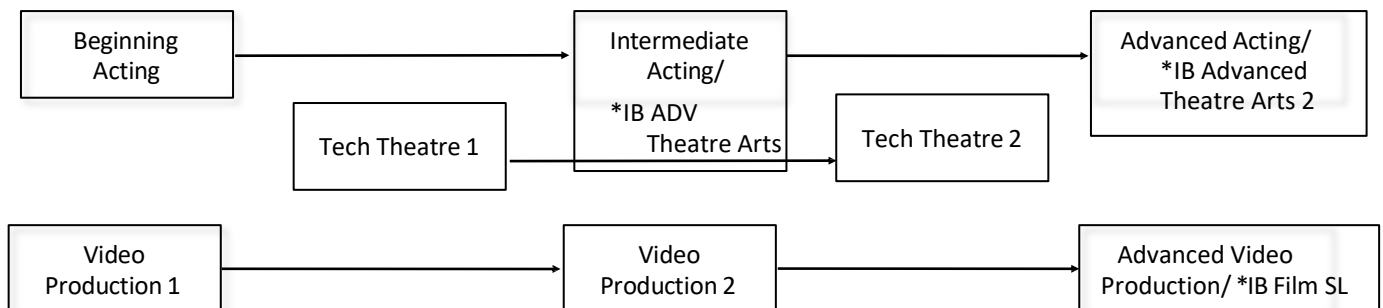 Beginning
Acting
Intermediate
Acting/
*IB ADV
Theatre Arts
Advanced Acting/
*IB Advanced
Theatre Arts 2
Tech Theatre 1
Tech Theatre 2
Video
Production 1
Video
Production 2
Advanced Video
Production/ *IB Film SL